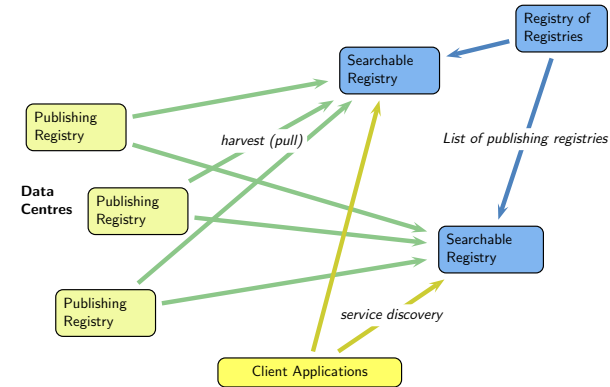 Registry of
Registries
Searchable
Registry
Publishing
Registry
harvest (pull)
List of publishing registries
Data
Centres
Publishing
Registry
Searchable
Registry
Publishing
Registry
service discovery
Client Applications